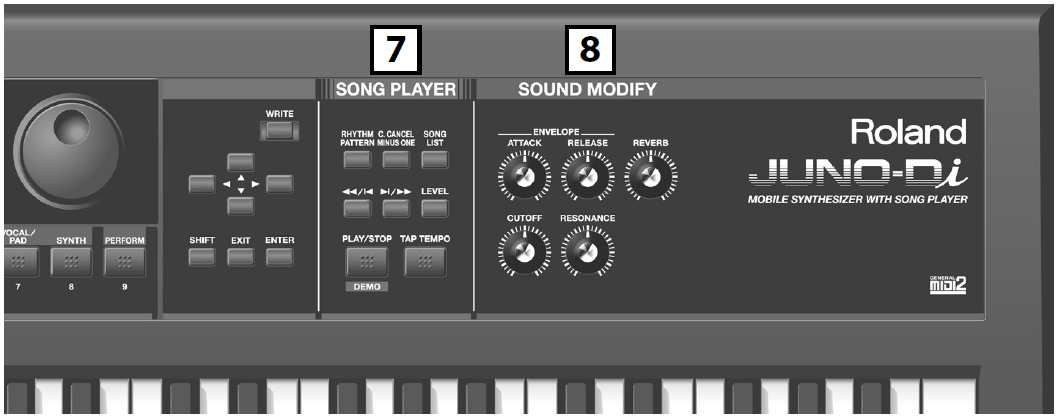 7
8
SONG PLAYER
SOUND MODIFY
WRITE
RHYTHM PATTERN
C. CANCEL MINUS ONE
SONG LIST
ENVELOPE
ATTACK
RELEASE
REVERB
Roland
JUNO-Di
MOBILE SYNTHESIZER WITH SONG PLAYER
LEVEL
CUTOFF
RESONANCE
VOCAL/
PAD
SYNTH
PERFORM
SHIFT
EXIT
ENTER
PLAY/STOP
TAP TEMPO
DEMO
7
8
9
GENERAL
MIDI2